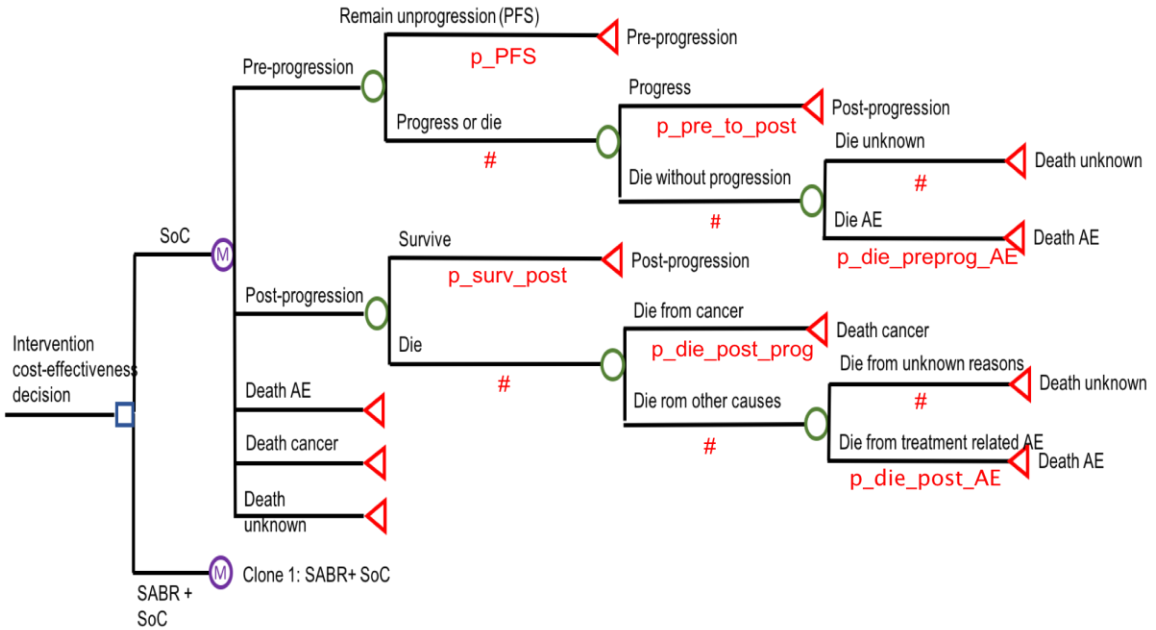 Remain unprogression (PFS)
p_PFS
Pre-progression
Pre-progression
Progress or die
#
Progress
p_pre_to_post
Post-progression
Die unknown
#
Death unknown
Die without progression
#
Die AE
p_die_preprog_AE
Death AE
SoC
M
Survive
p_surv_post
Post-progression
Post-progression
Die
#
Die from cancer
p_die_post_prog
Death cancer
Die from unknown reasons
#
Death unknown
Die rom other causes
#
Die from treatment related AE
p_die_post_AE
Death AE
Intervention
cost-effectiveness
decision
Death AE
Death cancer
Death
unknown
M
Clone 1: SABR+ SoC
SABR +
SoC